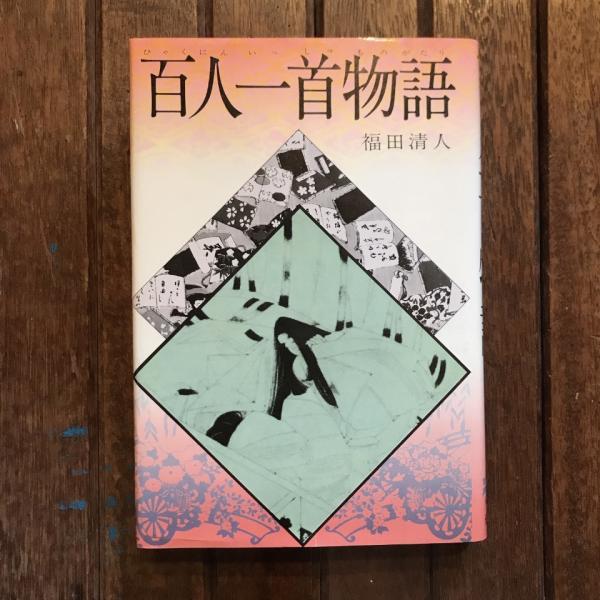 ひゃくにんいっしゅものがたり
百人一首物語
福田清人